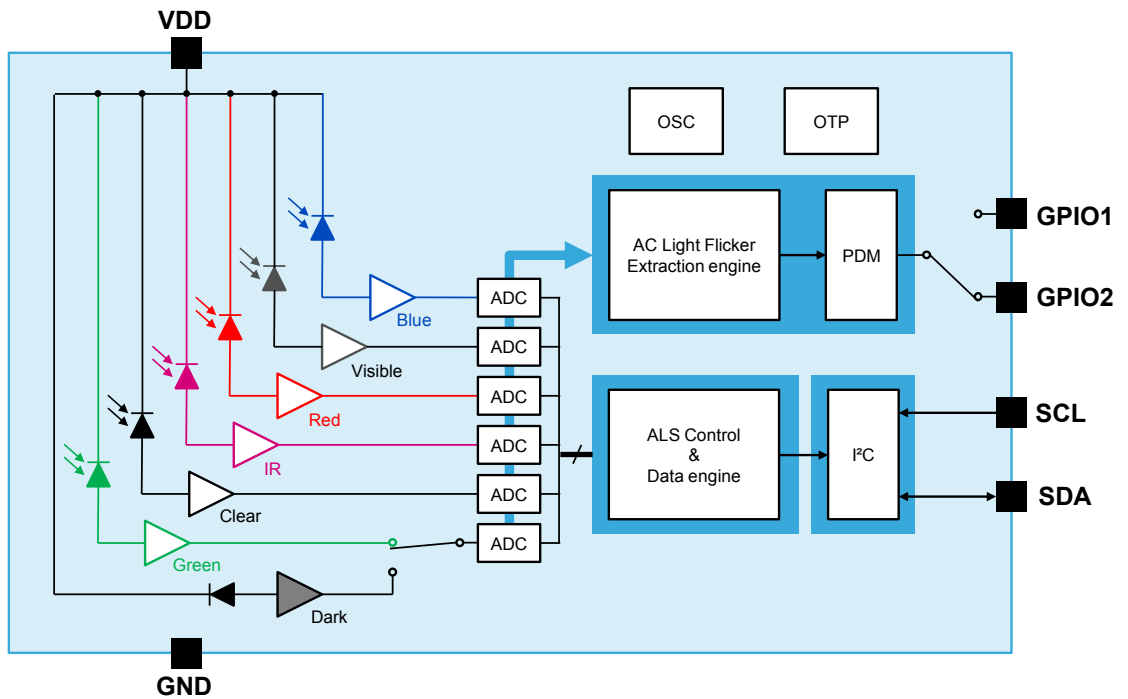 VDD
OSC
OTP
AC Light Flicker
Extraction engine
PDM
GPIO1
GPIO2
ADC
Blue
ADC
Visible
ADC
Red
ADC
IR
ADC
Clear
ADC
Green
Dark
ALS Control
&
Data engine
I²C
SCL
SDA
GND